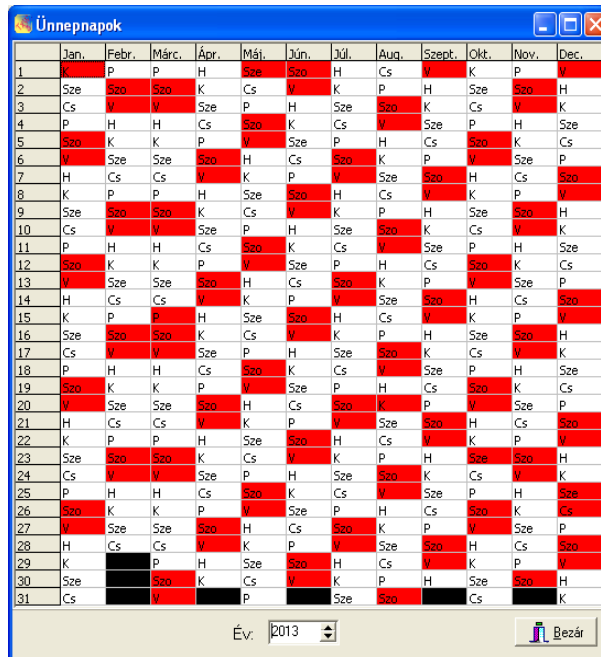 Ünnepnapok
Jan. Febr. Márc. Ápr. Máj. Jún. Júl. Aug. Szept. Okt. Nov. Dec.
1 K P P H Sze Szo H Cs V K P V
2 Sze Szo Szo K Cs V K P H Sze Szo H
3 Cs V V Sze P H Sze Szo K Cs V K
4 P H H Cs Szo K Cs V Sze P H Sze
5 Szo K K P V Sze P H Cs Szo K Cs
6 V Sze Sze Szo H Cs Szo K P V Sze P
7 H Cs Cs V K P V Sze Szo H Cs Szo
8 K P P H Sze Szo H Cs V K P V
9 Sze Szo Szo K Cs V K P H Sze Szo H
10 Cs V V Sze P H Sze Szo K Cs V K
11 P H H Cs Szo K Cs V Sze P H Sze
12 Szo K K P V Sze P H Cs Szo K Cs
13 V Sze Sze Szo H Cs Szo K P V Sze P
14 H Cs Cs V K P V Sze Szo H Cs Szo
15 K P P H Sze Szo H Cs V K P V
16 Sze Szo Szo K Cs V K P H Sze Szo H
17 Cs V V Sze P H Sze Szo K Cs V K
18 P H H Cs Szo K Cs V Sze P H Sze
19 Szo K K P V Sze P H Cs Szo K Cs
20 V Sze Sze Szo H Cs Szo K P V Sze P
21 H Cs Cs V K P V Sze Szo H Cs Szo
22 K P P H Sze Szo H Cs V K P V
23 Sze Szo Szo K Cs V K P H Sze Szo H
24 Cs V V Sze P H Sze Szo K Cs V K
25 P H H Cs Szo K Cs V Sze P H Sze
26 Szo K K P V Sze P H Cs Szo K Cs
27 V Sze Sze Szo H Cs Szo K P V Sze P
28 H Cs Cs V K P V Sze Szo H Cs Szo
29 K P H Sze Szo H Cs V K P V
30 Sze Szo K Cs V K P H Sze Szo H
31 Cs V P Sze Szo Cs K
Év: 2013 Bezár